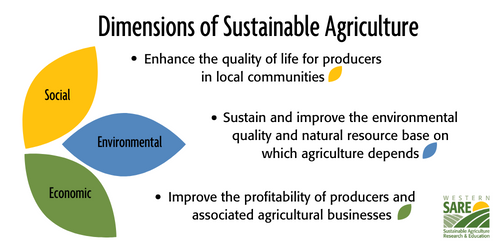 Dimensions of Sustainable Agriculture
Social
• Enhance the quality of life for producers
in local communities
Environmental
• Sustain and improve the environmental
quality and natural resource base on
which agriculture depends
Economic
• Improve the profitability of producers and
associated agricultural businesses
WESTERN
SARE
Sustainable Agriculture
Research & Education